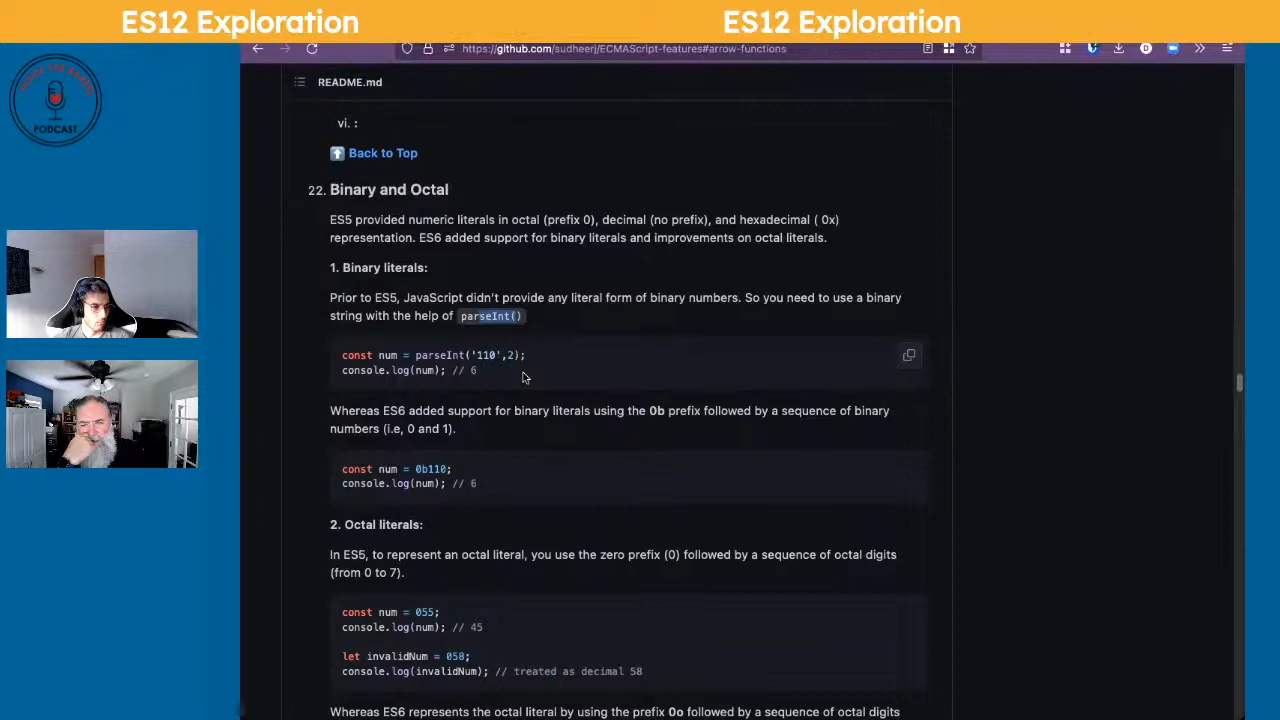 ES12 Exploration
ES12 Exploration
https://github.com/sudheerj/ECMAScript-features#arrow-functions
PODCAST
README.md
vi. :
Back to Top
22. Binary and Octal
ES5 provided numeric literals in octal (prefix 0), decimal (no prefix), and hexadecimal ( 0x)
representation. ES6 added support for binary literals and improvements on octal literals.
1. Binary literals:
Prior to ES5, JavaScript didn't provide any literal form of binary numbers. So you need to use a binary
string with the help of parseInt()
const num = parseInt('110',2);
console.log(num); // 6
Whereas ES6 added support for binary literals using the 0b prefix followed by a sequence of binary
numbers (i.e, 0 and 1).
const num = 0b110;
console.log(num); // 6
2. Octal literals:
In ES5, to represent an octal literal, you use the zero prefix (0) followed by a sequence of octal digits
(from 0 to 7).
const num = 055;
console.log(num); // 45
let invalidNum = 058;
console.log(invalidNum); // treated as decimal 58
Whereas ES6 represents the octal literal by using the prefix 0o followed by a sequence of octal digits